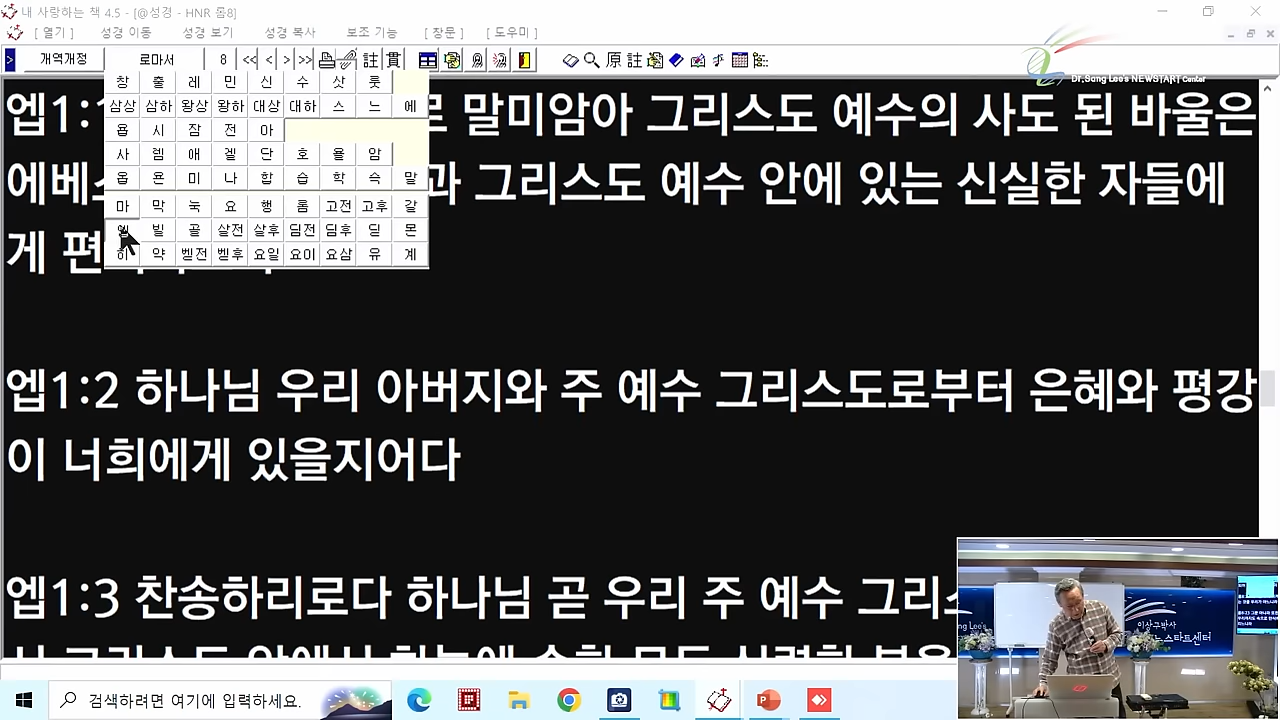 내 사랑하는 책 4.5 - [@성경 - HNR 롬8]
[ 열기 ] 성경 이동 성경 보기 성경 복사 보조 기능 [ 창문 ] [ 도우미 ]
> 개역개정 로마서 8 << < > >> 註 貫 原 註
Dr.Sang Lee's NEWSTART Center
창 출 레 민 신 수 삿 룻
삼상 삼하 왕상 왕하 대상 대하 스 느 에
욥 시 잠 전 아
사 렘 애 겔 단 호 욜 암
옵 욘 미 나 합 습 학 슥 말
마 막 눅 요 행 롬 고전 고후 갈
빌 골 살전 살후 딤전 딤후 딛 몬
히 약 벧전 벧후 요일 요이 요삼 유 계
엡1: 말미암아 그리스도 예수의 사도 된 바울은
에베 과 그리스도 예수 안에 있는 신실한 자들에
게 편
엡1:2 하나님 우리 아버지와 주 예수 그리스도로부터 은혜와 평강
이 너희에게 있을지어다
엡1:3 찬송하리로다 하나님 곧 우리 주 예수 그리
이상구박사
스타트센터
검색하려면 여기에 입력하세요.